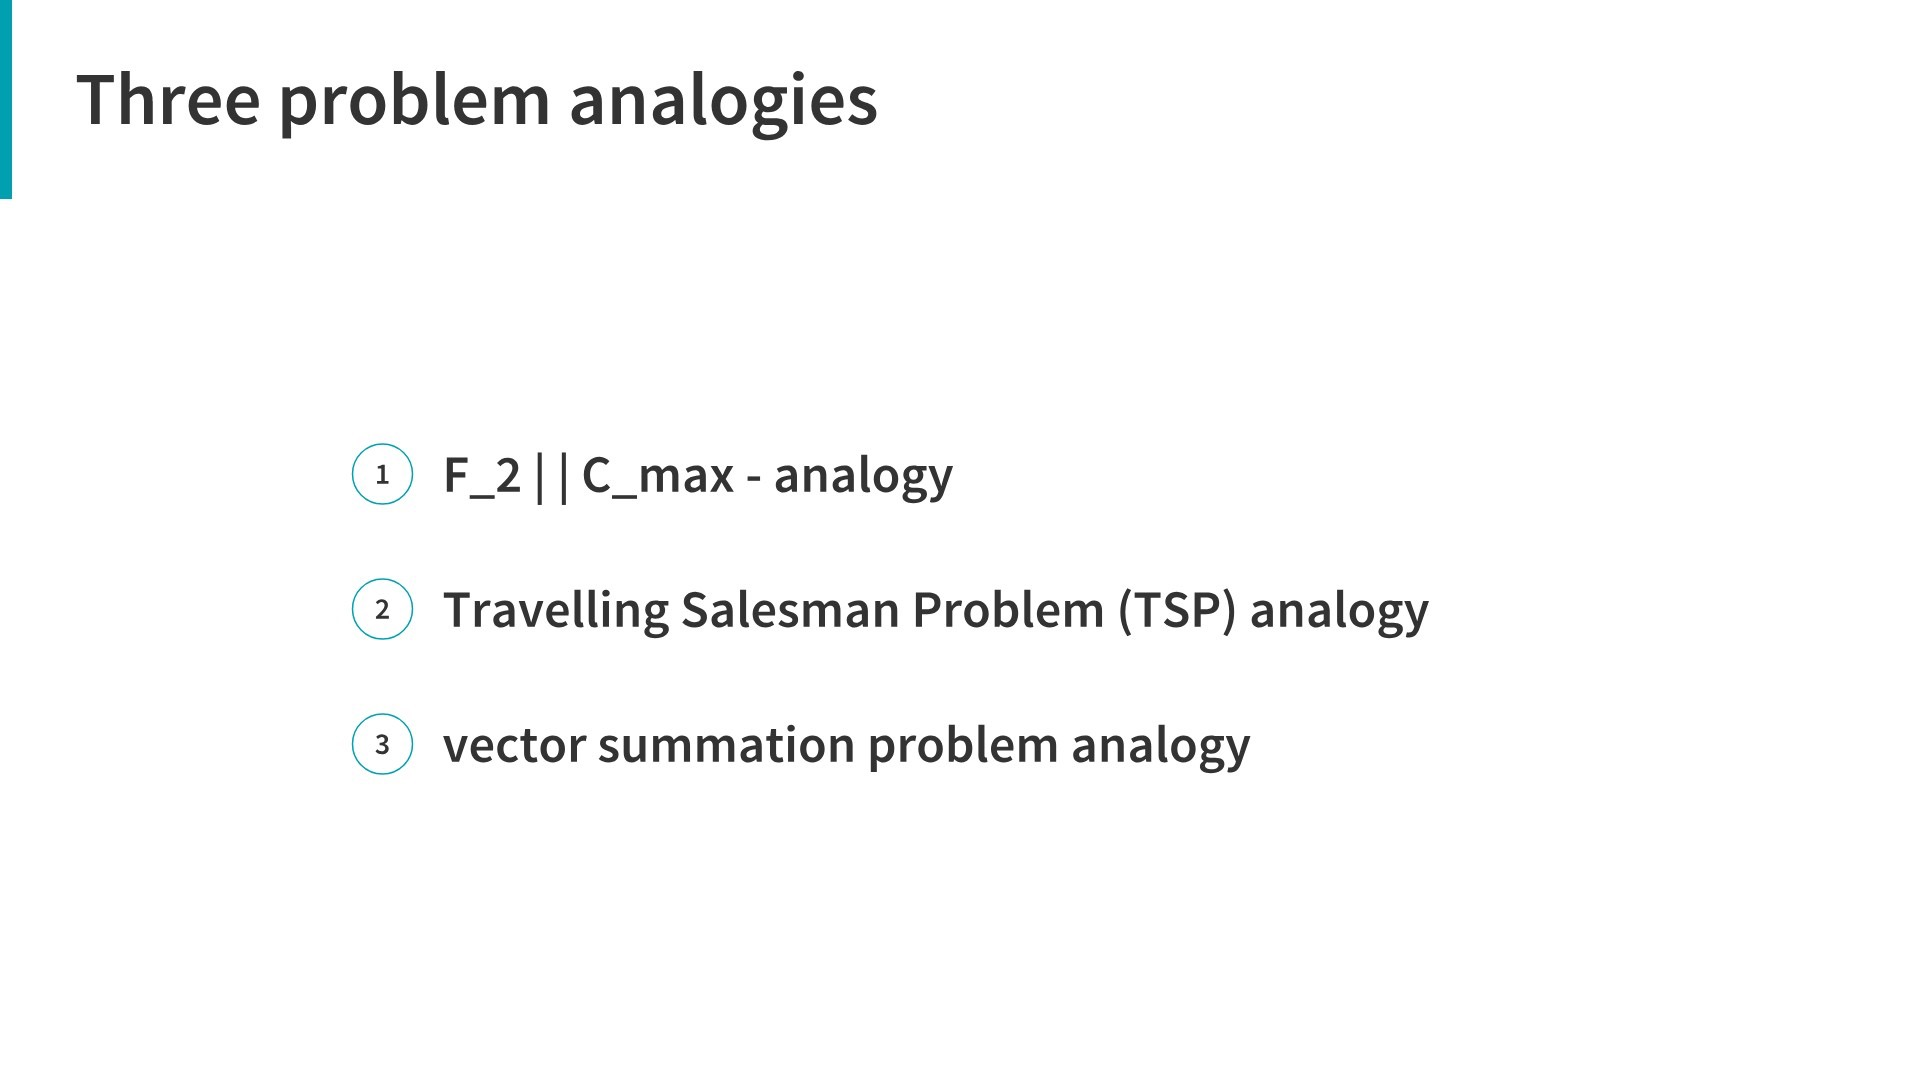 Three problem analogies
1 F_2 | | C_max - analogy
2 Travelling Salesman Problem (TSP) analogy
3 vector summation problem analogy